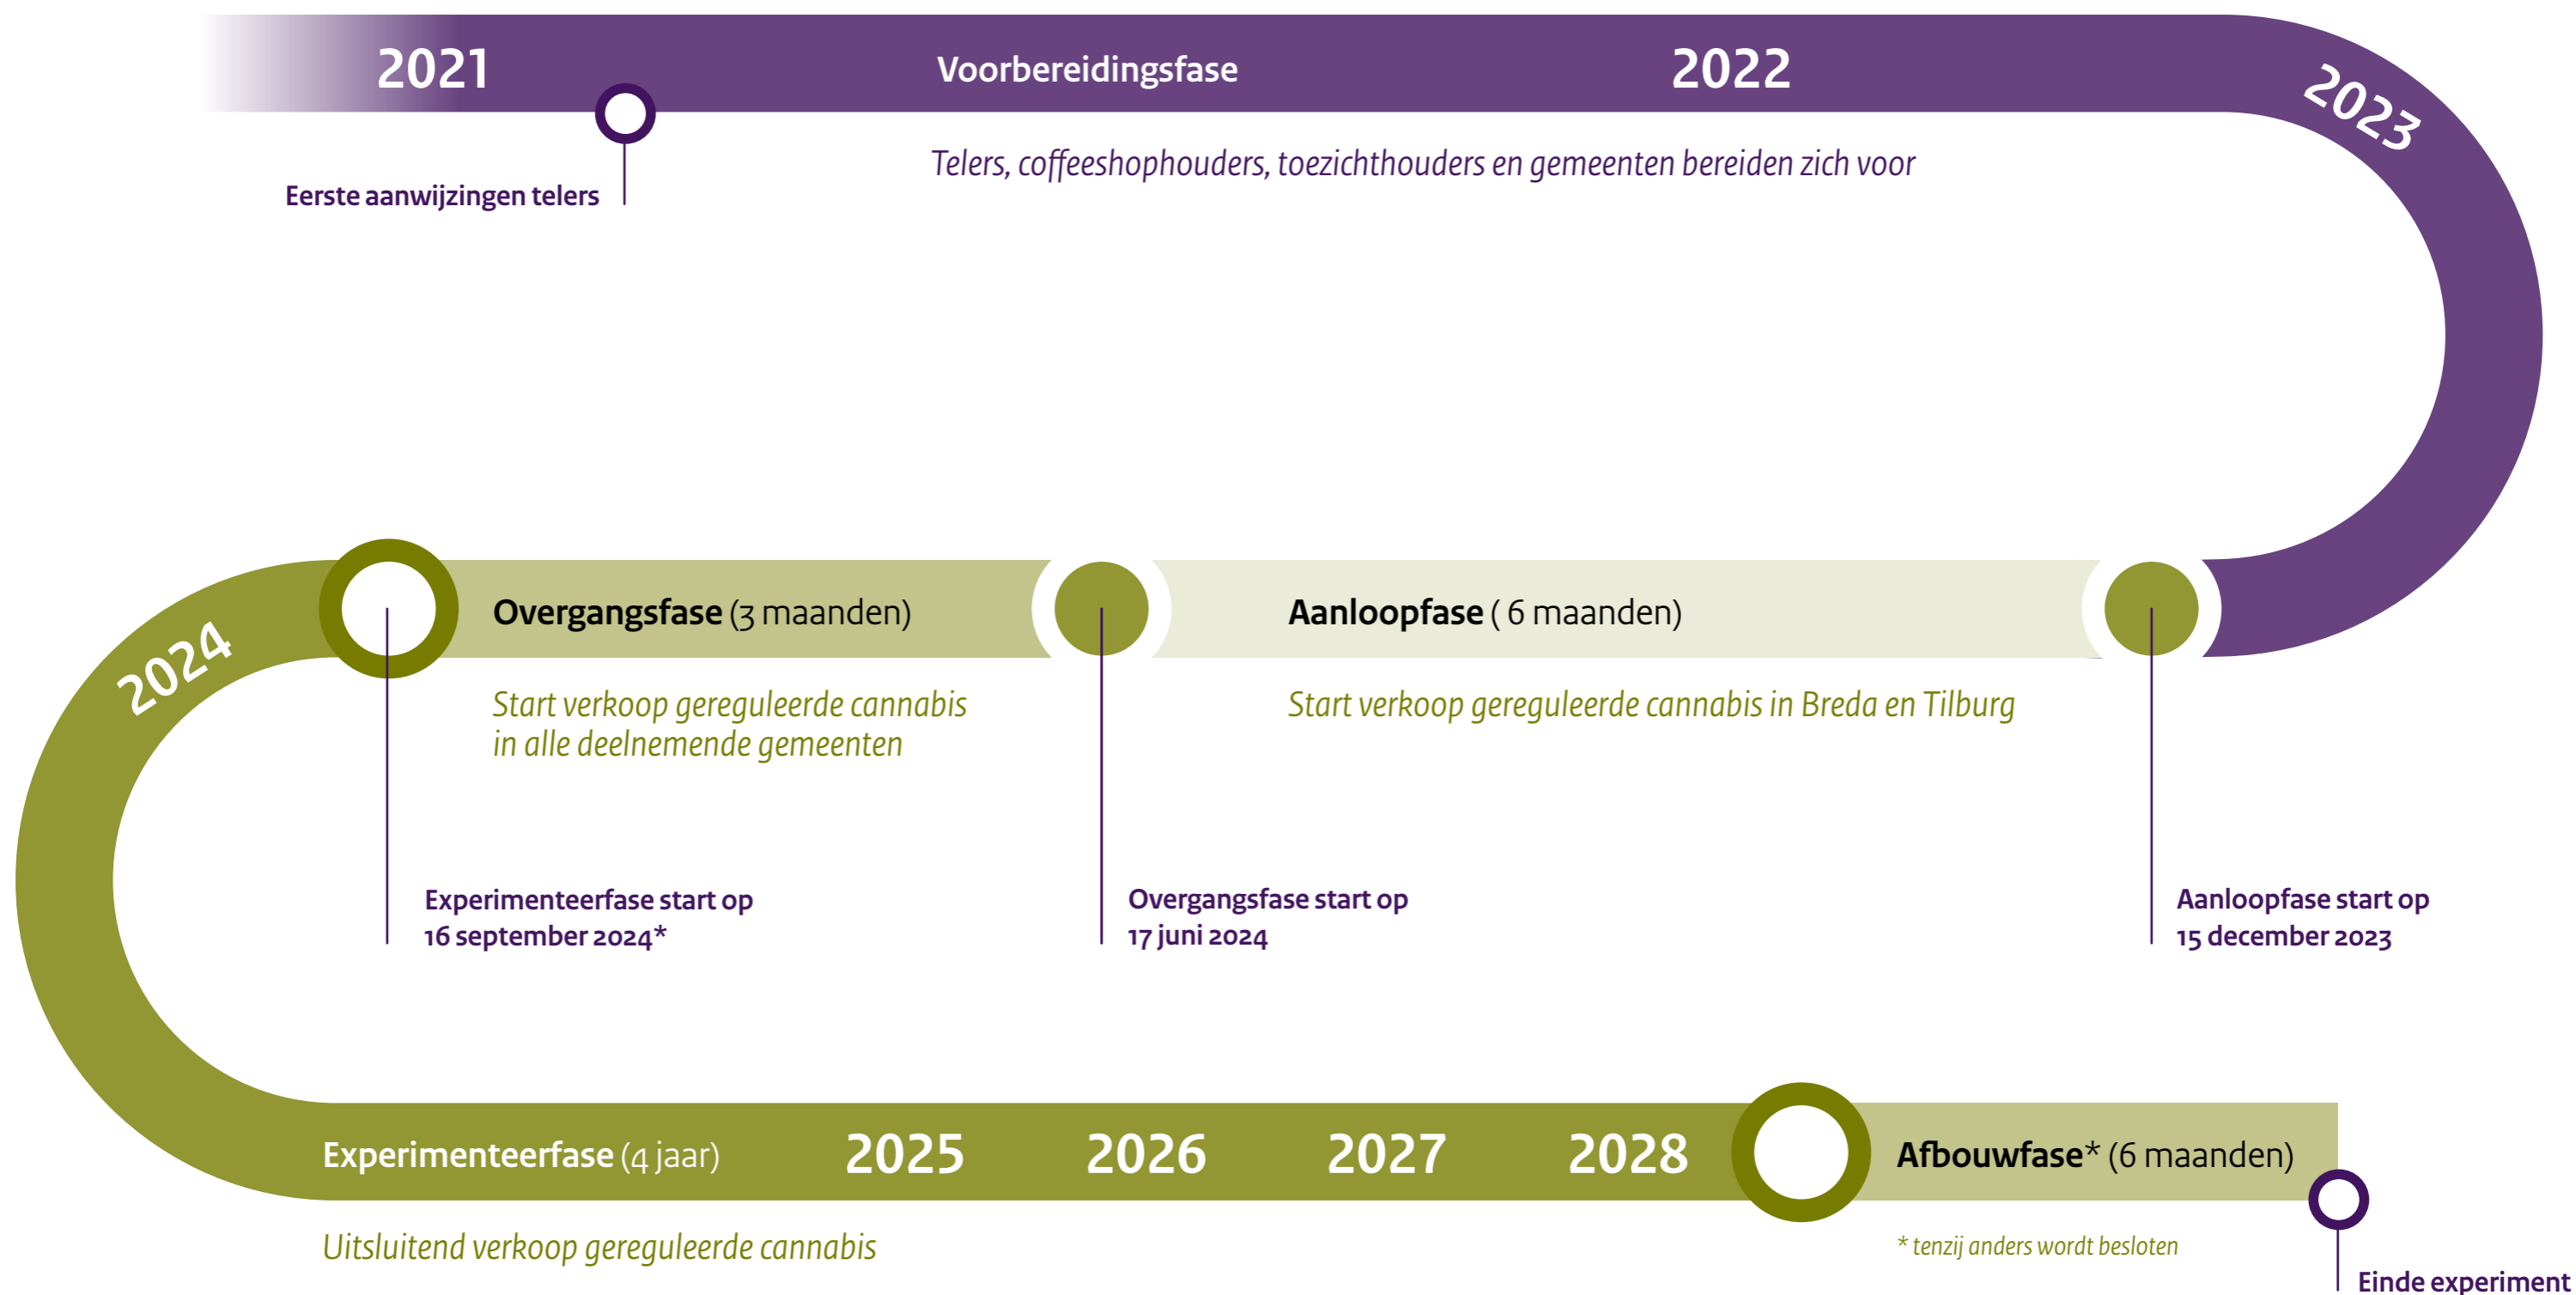 2021
Voorbereidingsfase
2022
2023
Telers, coffeeshophouders, toezichthouders en gemeenten bereiden zich voor
Eerste aanwijzingen telers
Aanloopfase ( 6 maanden)
Start verkoop gereguleerde cannabis in Breda en Tilburg
Aanloopfase start op
15 december 2023
Overgangsfase (3 maanden)
Start verkoop gereguleerde cannabis
in alle deelnemende gemeenten
Overgangsfase start op
17 juni 2024
Experimenteerfase start op
16 september 2024*
2024
Experimenteerfase (4 jaar)
2025
2026
2027
2028
Uitsluitend verkoop gereguleerde cannabis
Afbouwfase* (6 maanden)
* tenzij anders wordt besloten
Einde experiment